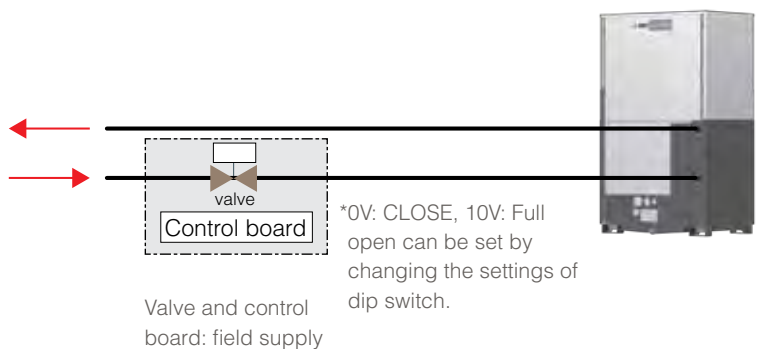 valve
Control board
*0V: CLOSE, 10V: Full
open can be set by
changing the settings of
dip switch.
Valve and control
board: field supply